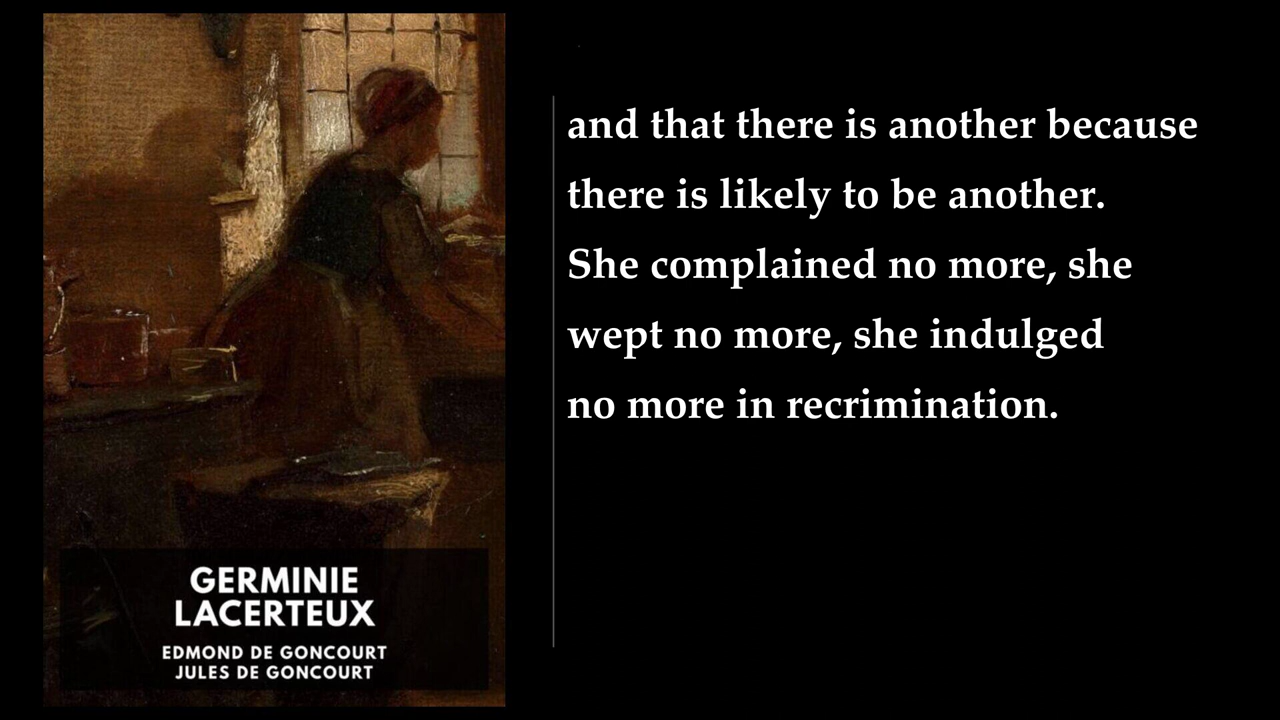 GERMINIE
LACERTEUX
EDMOND DE GONCOURT
JULES DE GONCOURT
and that there is another because
there is likely to be another.
She complained no more, she
wept no more, she indulged
no more in recrimination.